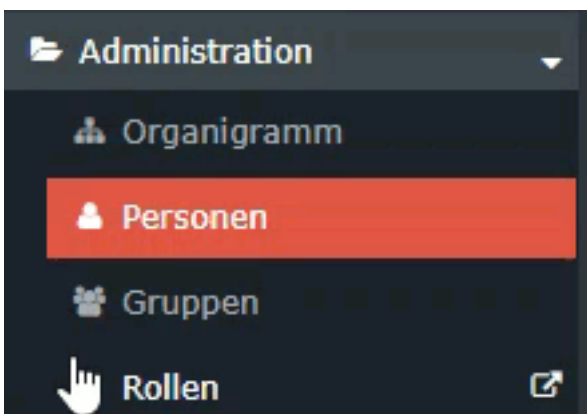 Administration
Organigramm
Personen
Gruppen
Rollen